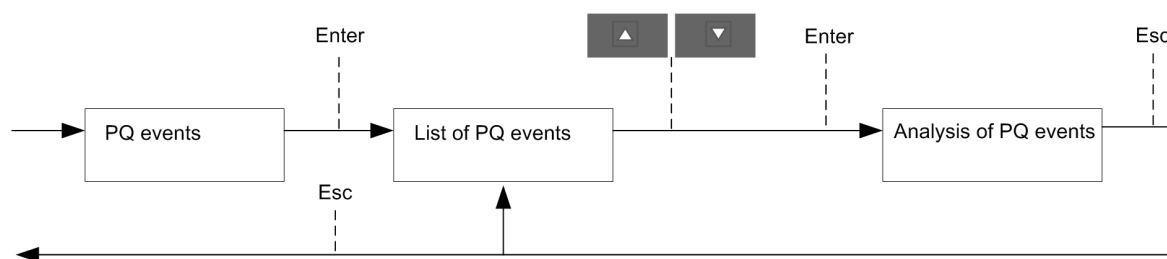 Enter
Enter
Esc
PQ events
List of PQ events
Analysis of PQ events
Esc